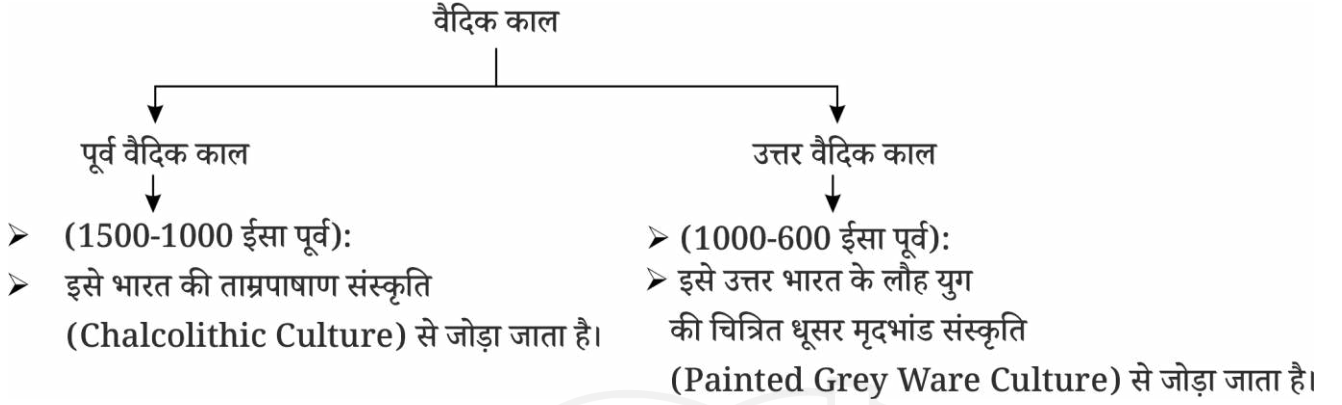 वैदिक काल
पूर्व वैदिक काल
➢ (1500-1000 ईसा पूर्व):
➢ इसे भारत की ताम्रपाषाण संस्कृति
(Chalcolithic Culture) से जोड़ा जाता है।
उत्तर वैदिक काल
➢ (1000-600 ईसा पूर्व):
➢ इसे उत्तर भारत के लौह युग
की चित्रित धूसर मृदभांड संस्कृति
(Painted Grey Ware Culture) से जोड़ा जाता है।